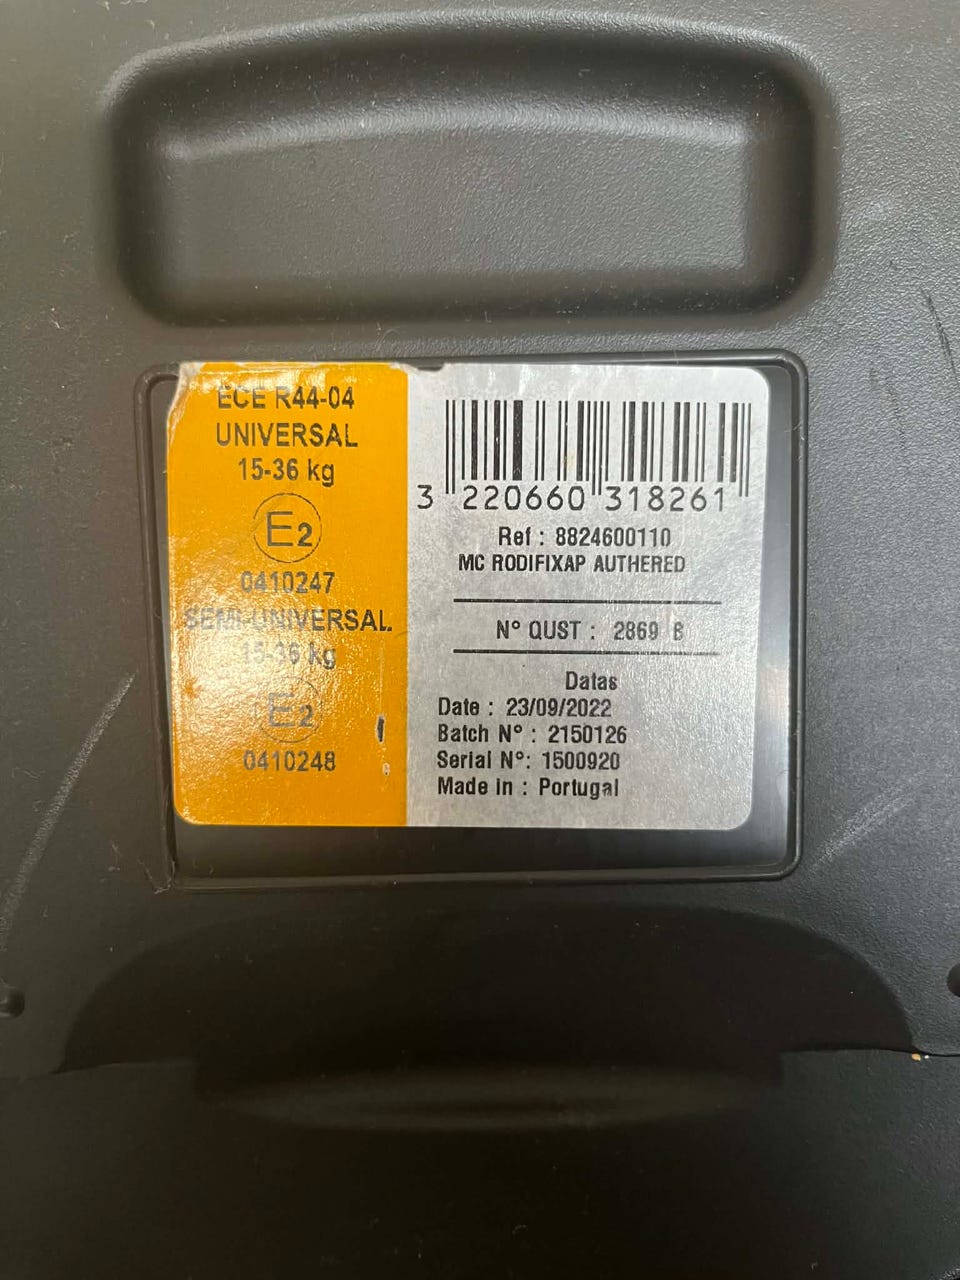 ECE R44-04
UNIVERSAL
15-36 kg
E2
0410247
SEMI-UNIVERSAL
15-36 kg
E2
0410248
3 220660 318261
Ref : 8824600110
MC RODIFIXAP AUTHERED
N° QUST : 2869 B
Datas
Date : 23/09/2022
Batch N° : 2150126
Serial N°: 1500920
Made in : Portugal